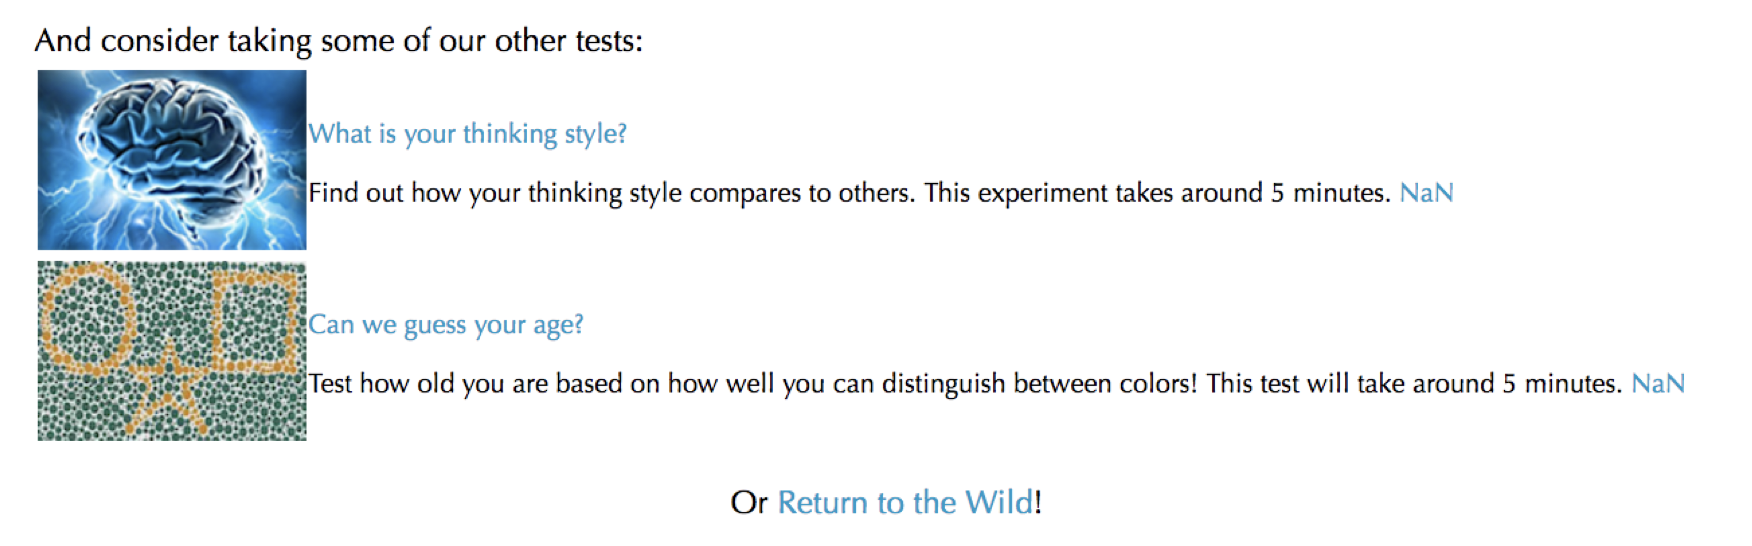 And consider taking some of our other tests:
What is your thinking style?
Find out how your thinking style compares to others. This experiment takes around 5 minutes. NaN
Can we guess your age?
Test how old you are based on how well you can distinguish between colors! This test will take around 5 minutes. NaN
Or Return to the Wild!